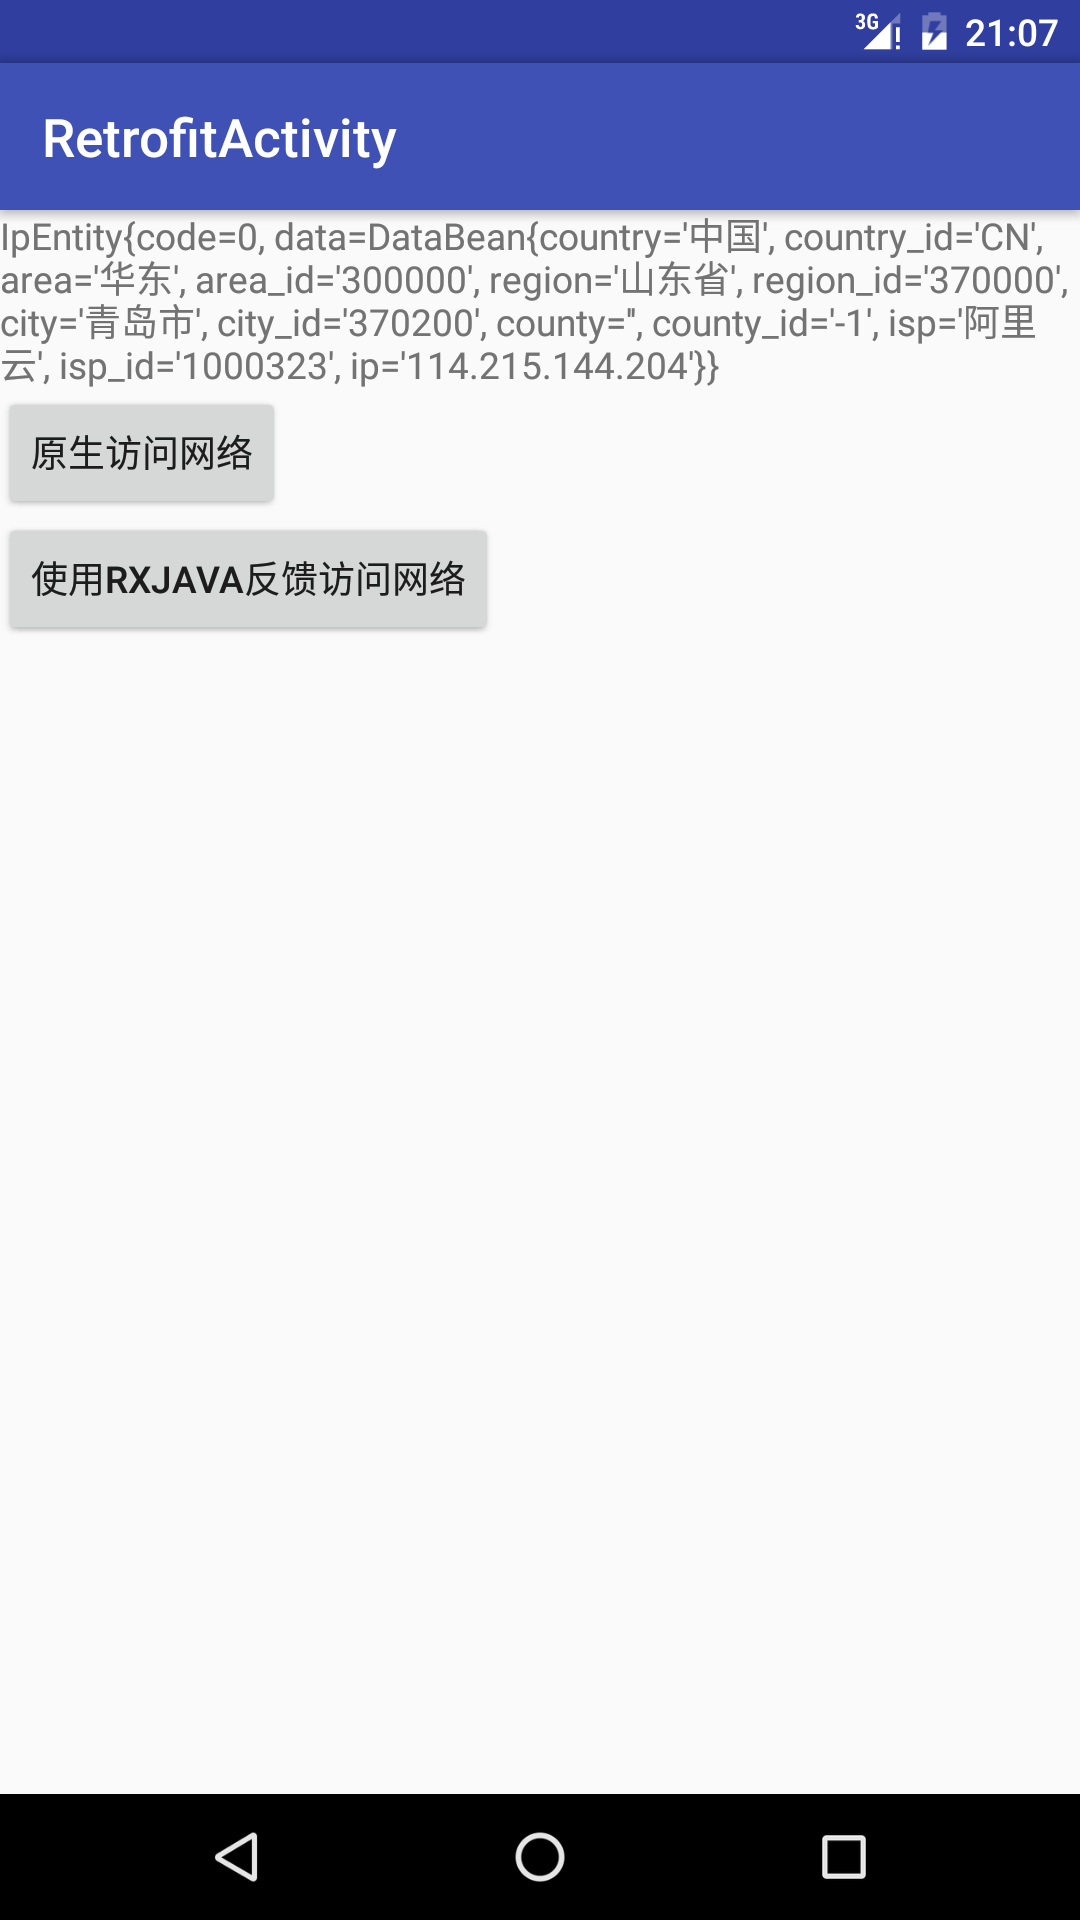 3G 21:07
RetrofitActivity
IpEntity{code=0, data=DataBean{country='中国', country_id='CN',
area='华东', area_id='300000', region='山东省', region_id='370000',
city='青岛市', city_id='370200', county='', county_id='-1', isp='阿里
云', isp_id='1000323', ip='114.215.144.204'}}
原生访问网络
使用RXJAVA反馈访问网络